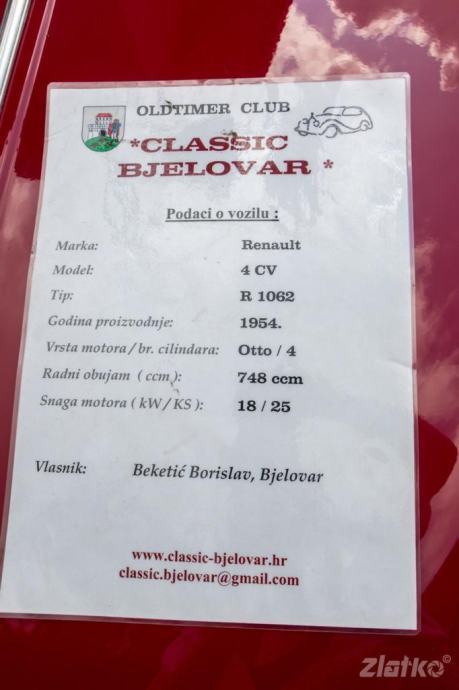 OLDTIMER CLUB
"CLASSIC
BJELOVAR "
Podaci o vozilu :
Marka: Renault
Model: 4 CV
Tip: R 1062
Godina proizvodnje: 1954.
Vrsta motora / br. cilindara: Otto / 4
Radni obujam ( ccm ): 748 ccm
Snaga motora ( kW / KS ): 18 / 25
Vlasnik: Beketić Borislav, Bjelovar
www.classic-bjelovar.hr
classic.bjelovar@gmail.com
Zlatko ©